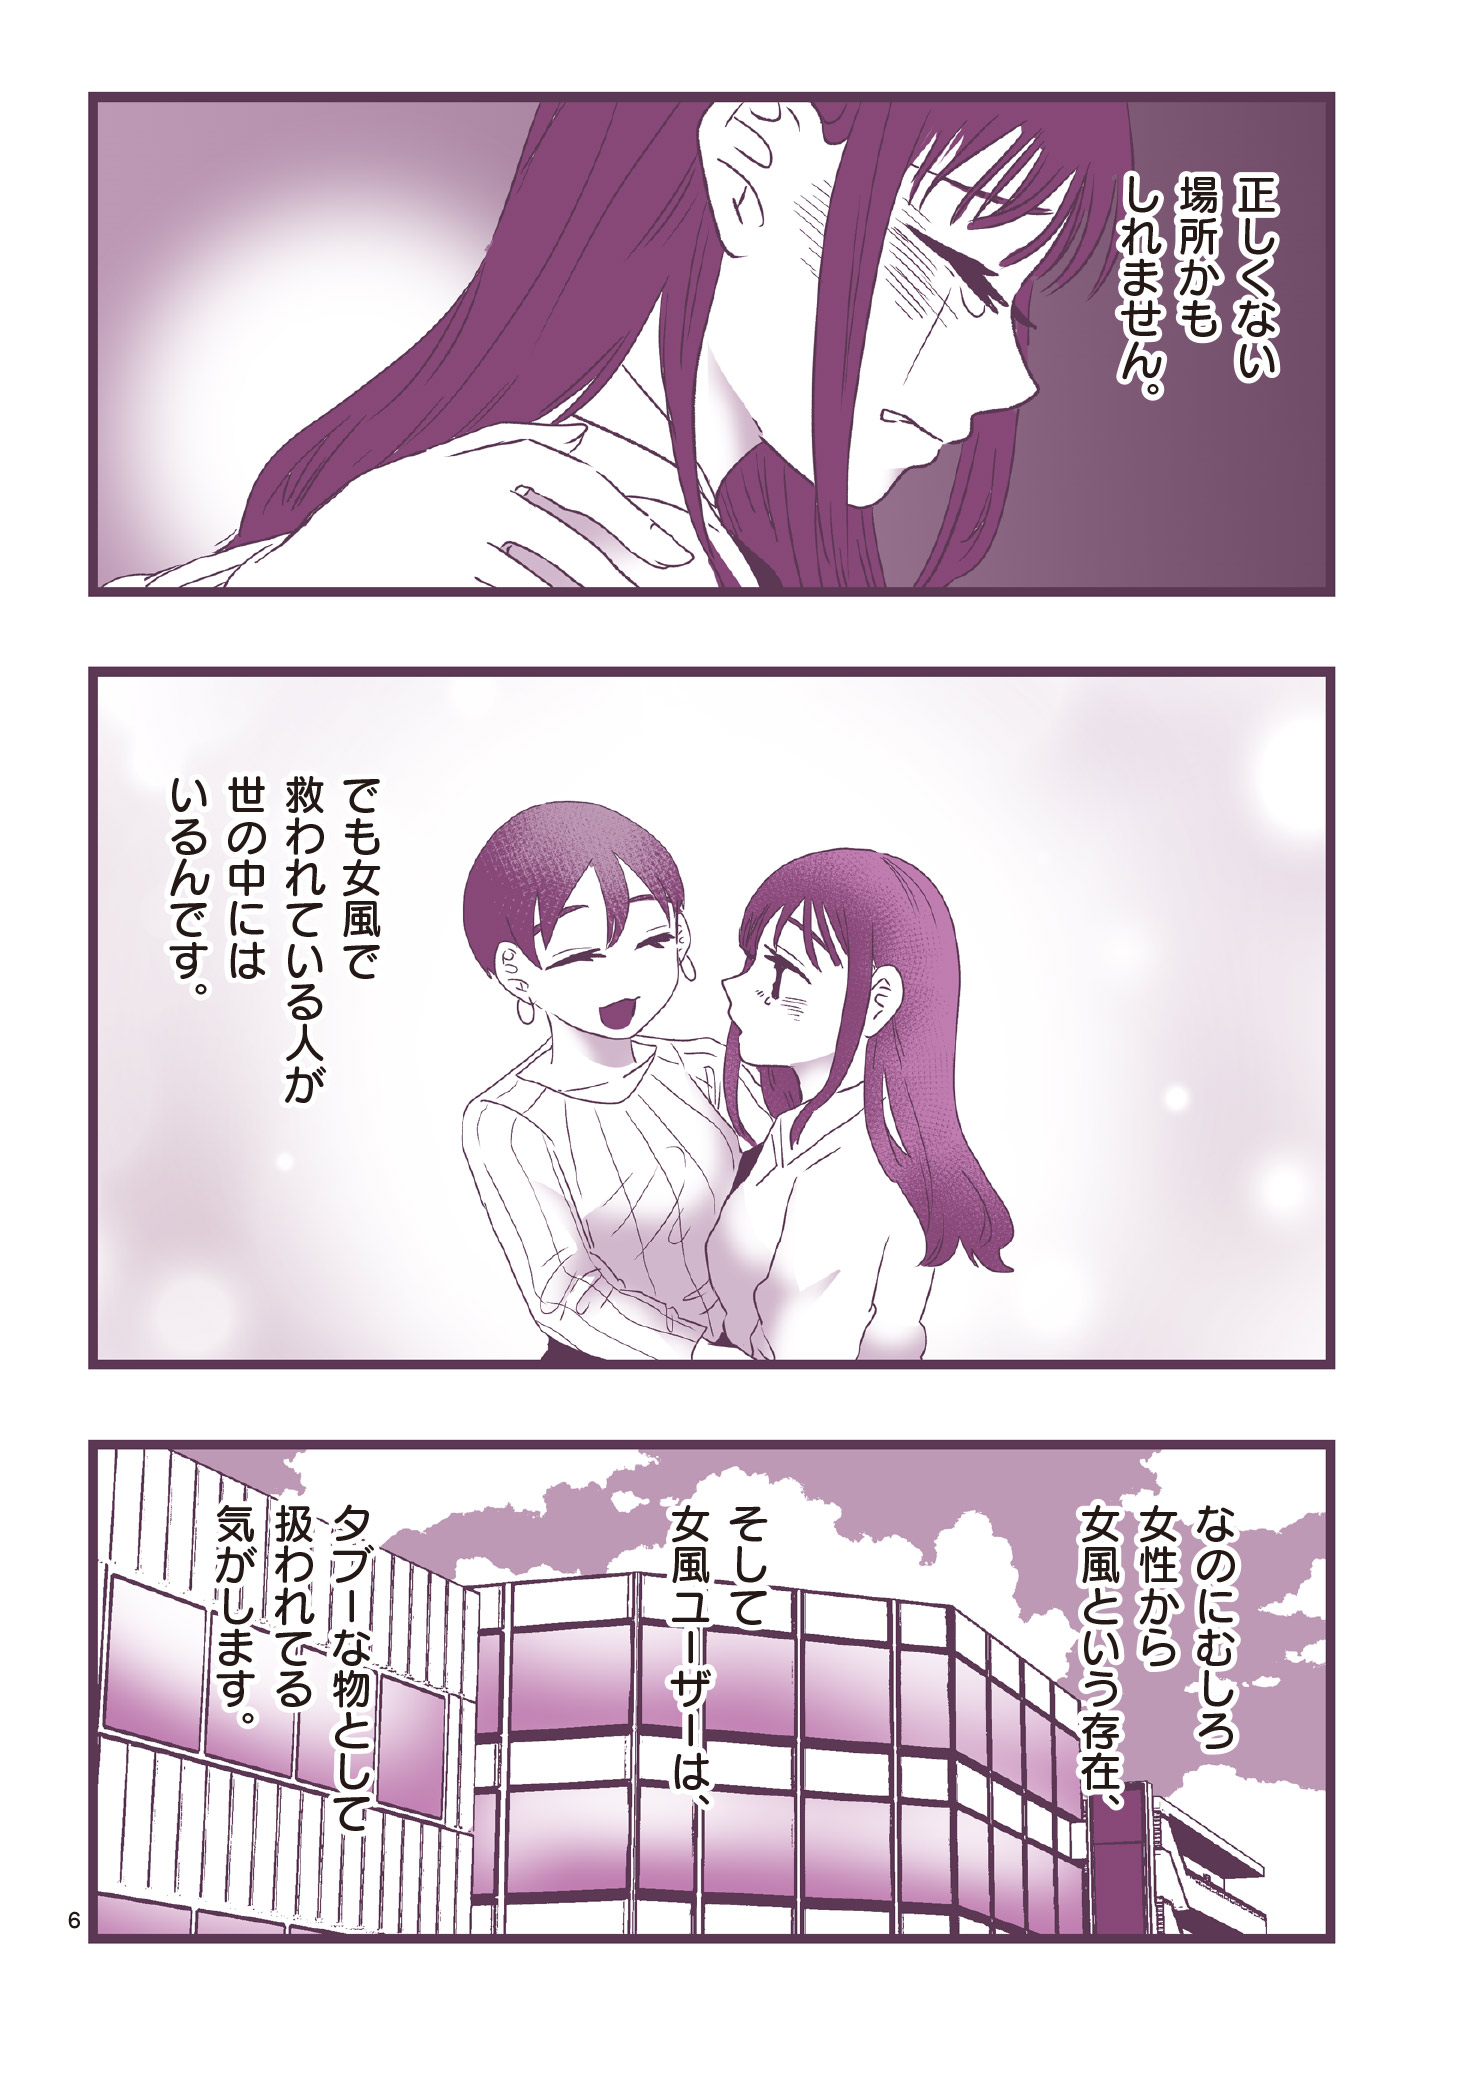 正しくない
場所かも
しれません。
でも女風で
救われている人が
世の中には
いるんです。
なのにむしろ
女性から
女風という存在、
そして
女風ユーザーは、
タブーな物として
扱われてる
気がします。
6